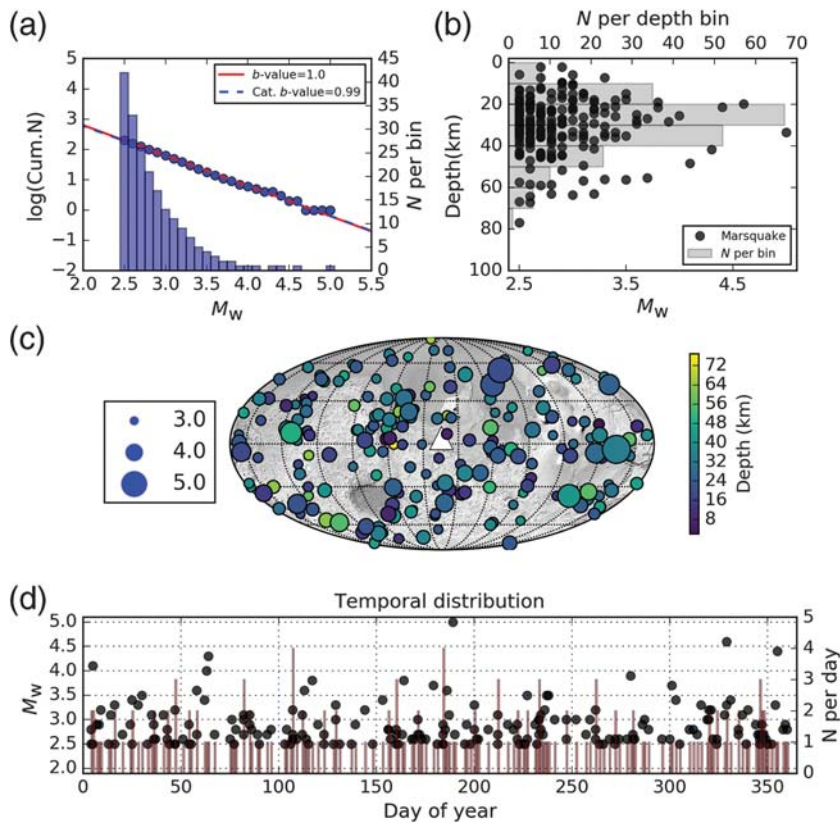 (a)
log(Cum.N)
5
4
3
2
1
0
−1
−2
2.0 2.5 3.0 3.5 4.0 4.5 5.0 5.5
Mw
b-value=1.0
Cat. b-value=0.99
45
40
35
30
25
20
15
10
5
0
N per bin
(b)
N per depth bin
0 10 20 30 40 50 60 70
Depth(km)
0
20
40
60
80
100
2.5 3.5 4.5
Mw
Marsquake
N per bin
(c)
3.0
4.0
5.0
72
64
56
48
40
32
24
16
8
Depth (km)
(d)
Temporal distribution
Mw
5.0
4.5
4.0
3.5
3.0
2.5
2.0
0 50 100 150 200 250 300 350
Day of year
5
4
3
2
1
0
N per day